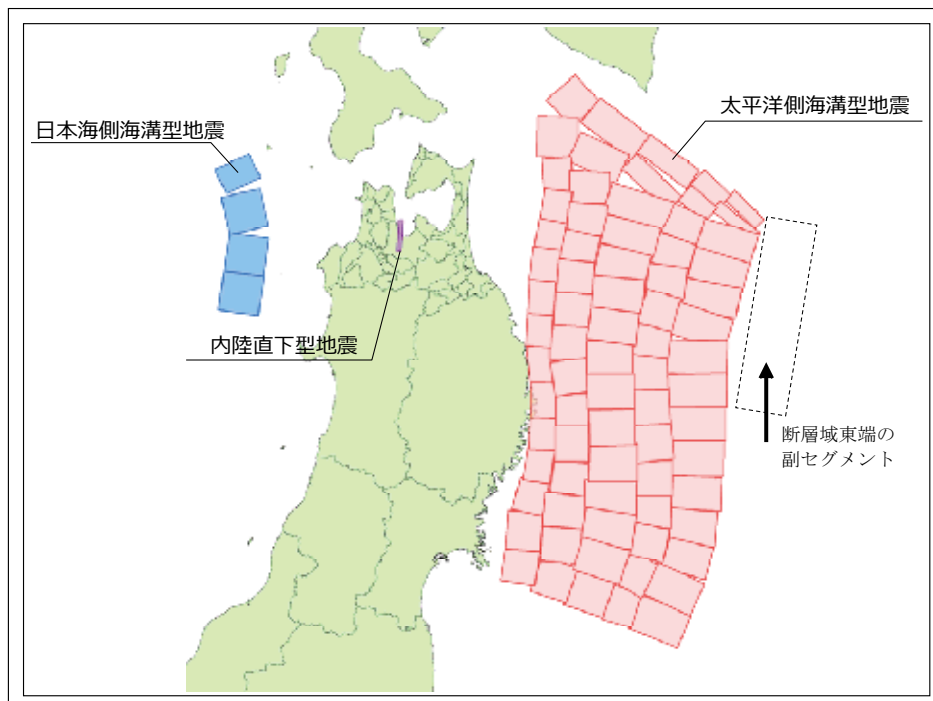 太平洋側海溝型地震
日本海側海溝型地震
内陸直下型地震
断層域東端の
副セグメント